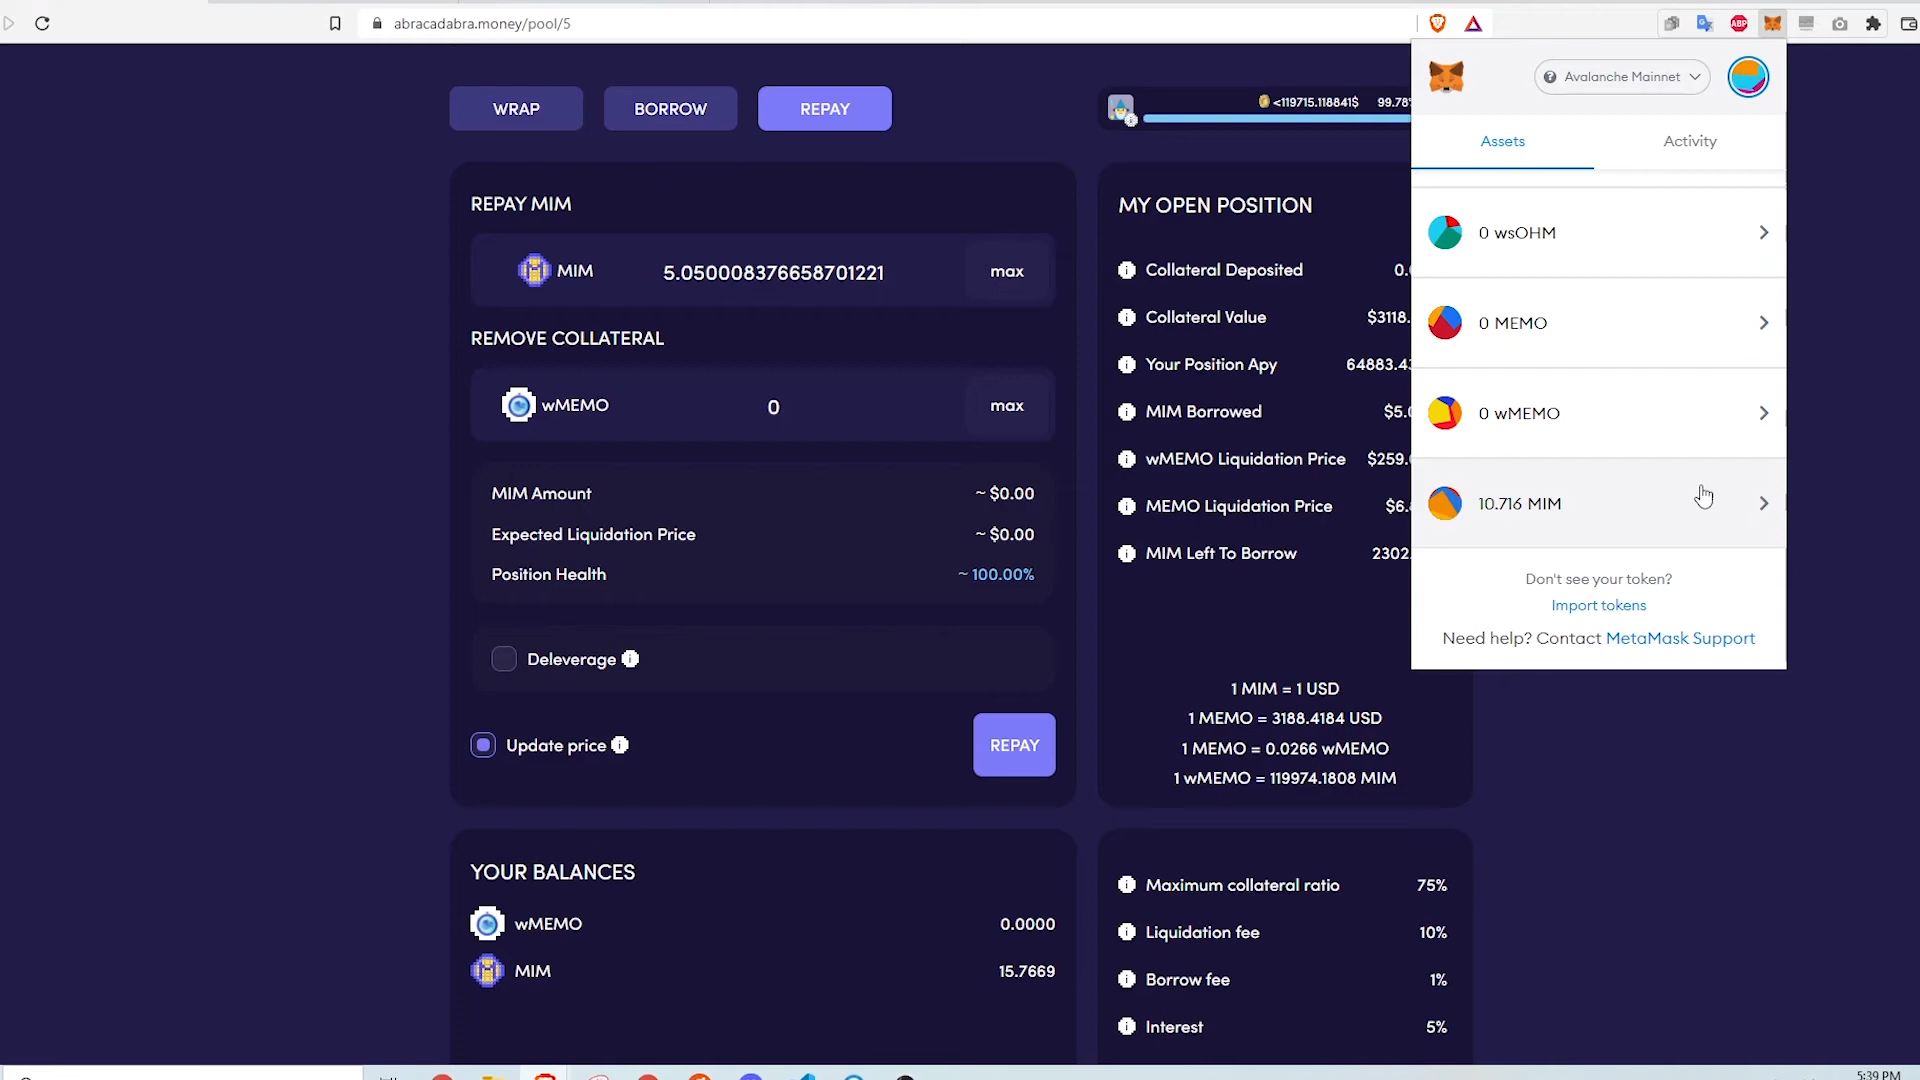 abracadabra.money/pool/5
ABP
WRAP
BORROW
REPAY
<119715.118841$ 99.78
Avalanche Mainnet
Assets
Activity
0 wsOHM
0 MEMO
0 wMEMO
10.716 MIM
Don't see your token?
Import tokens
Need help? Contact MetaMask Support
REPAY MIM
MIM
5.050008376658701221
max
REMOVE COLLATERAL
wMEMO
0
max
MIM Amount ~ $0.00
Expected Liquidation Price ~ $0.00
Position Health ~ 100.00%
Deleverage
Update price
REPAY
MY OPEN POSITION
Collateral Deposited 0.
Collateral Value $3118.
Your Position Apy 64883.4
MIM Borrowed $5.
wMEMO Liquidation Price $259.
MEMO Liquidation Price $6.
MIM Left To Borrow 2302.
1 MIM = 1 USD
1 MEMO = 3188.4184 USD
1 MEMO = 0.0266 wMEMO
1 wMEMO = 119974.1808 MIM
YOUR BALANCES
wMEMO 0.0000
MIM 15.7669
Maximum collateral ratio 75%
Liquidation fee 10%
Borrow fee 1%
Interest 5%
5:39 PM